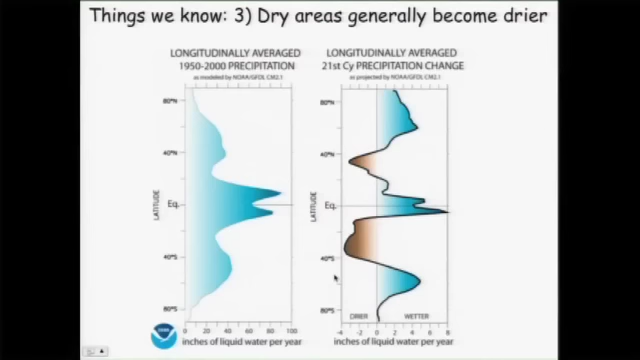 Things we know: 3) Dry areas generally become drier
LONGITUDINALLY AVERAGED
1950-2000 PRECIPITATION
as modeled by NOAA/GFDL CM2.1
80°N
40°N
Eq.
40°S
80°S
LATITUDE
0 20 40 60 80 100
inches of liquid water per year
LONGITUDINALLY AVERAGED
21st Cy PRECIPITATION CHANGE
as projected by NOAA/GFDL CM2.1
80°N
40°N
Eq.
40°S
80°S
LATITUDE
DRIER WETTER
-4 -2 0 2 4 6 8
inches of liquid water per year